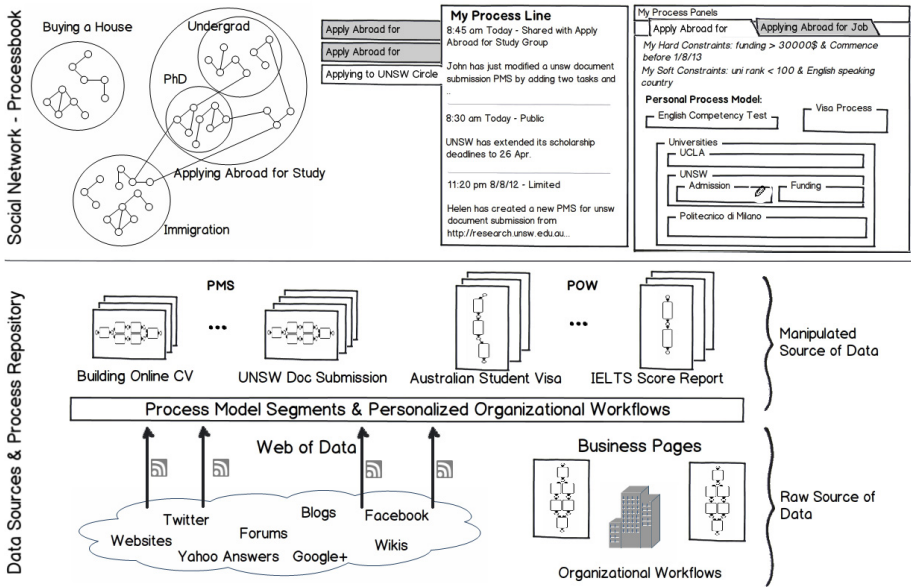 Social Network - Processbook
Buying a House
Undergrad
PhD
Applying Abroad for Study
Immigration
Apply Abroad for
Apply Abroad for
Applying to UNSW Circle
My Process Line
8:45 am Today - Shared with Apply
Abroad for Study Group
John has just modified a unsw document
submission PMS by adding two tasks and
..
8:30 am Today - Public
UNSW has extended its scholarship
deadlines to 26 Apr.
11:20 pm 8/8/12 - Limited
Helen has created a new PMS for unsw
document submission from
http://research.unsw.edu.au...
My Process Panels
Apply Abroad for
Applying Abroad for Job
My Hard Constraints: funding > 30000$ & Commence
before 1/8/13
My Soft Constraints: uni rank < 100 & English speaking
country
Personal Process Model:
English Competency Test
Visa Process
Universities
UCLA
UNSW
Admission
Funding
Politecnico di Milano
Data Sources & Process Repository
PMS
...
POW
...
Building Online CV
UNSW Doc Submission
Australian Student Visa
IELTS Score Report
Manipulated
Source of Data
Process Model Segments & Personalized Organizational Workflows
Web of Data
Business Pages
Twitter
Blogs
Facebook
Websites
Forums
Wikis
Yahoo Answers
Google+
Organizational Workflows
Raw Source of
Data